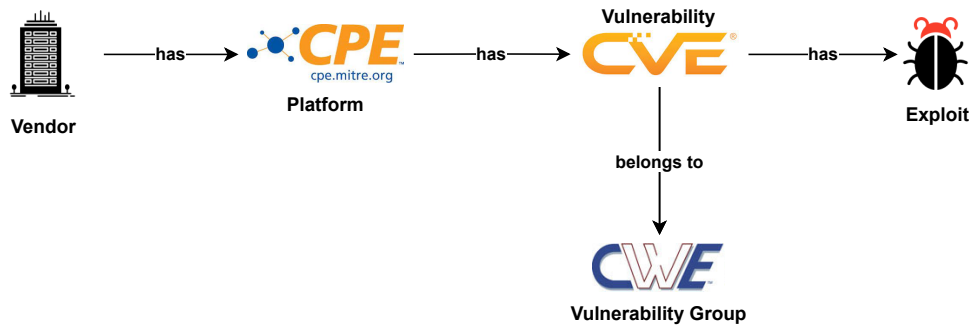 Vendor
has
CPE
cpe.mitre.org
Platform
has
Vulnerability
CVE®
has
Exploit
belongs to
CWE
Vulnerability Group